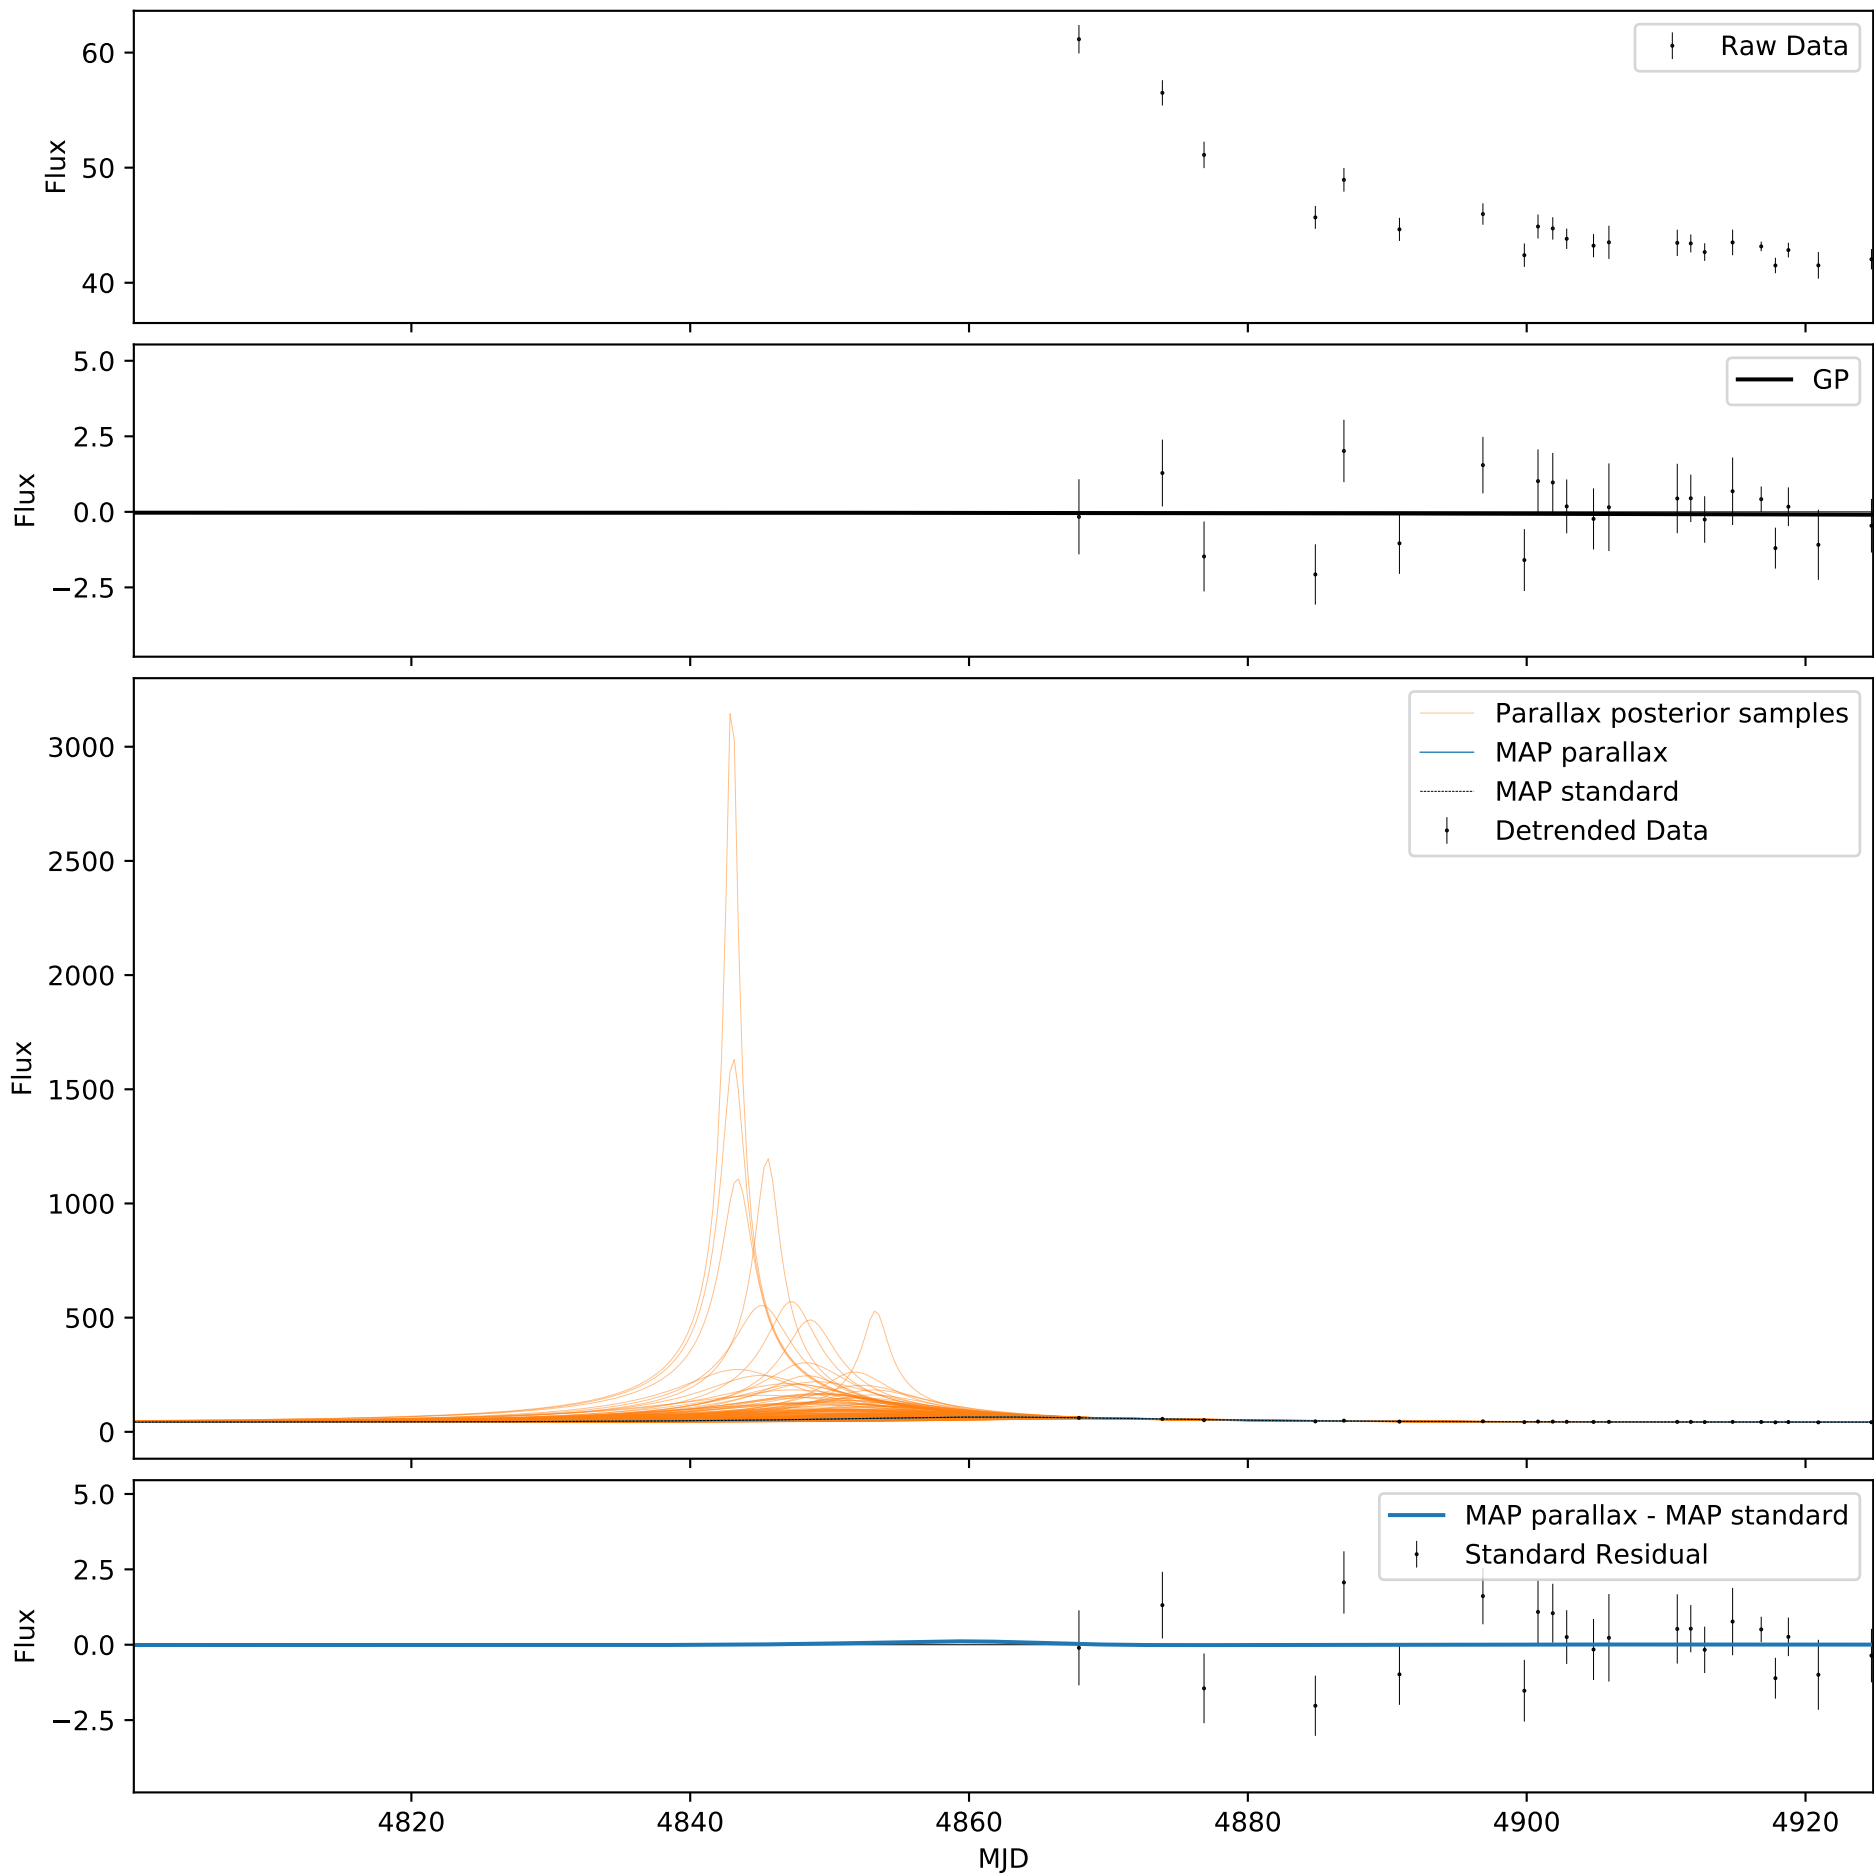 60
50
40
Flux
Raw Data
5.0
2.5
0.0
−2.5
Flux
GP
3000
2500
2000
1500
1000
500
0
Flux
Parallax posterior samples
MAP parallax
MAP standard
Detrended Data
5.0
2.5
0.0
−2.5
Flux
MAP parallax - MAP standard
Standard Residual
4820
4840
4860
4880
4900
4920
MJD